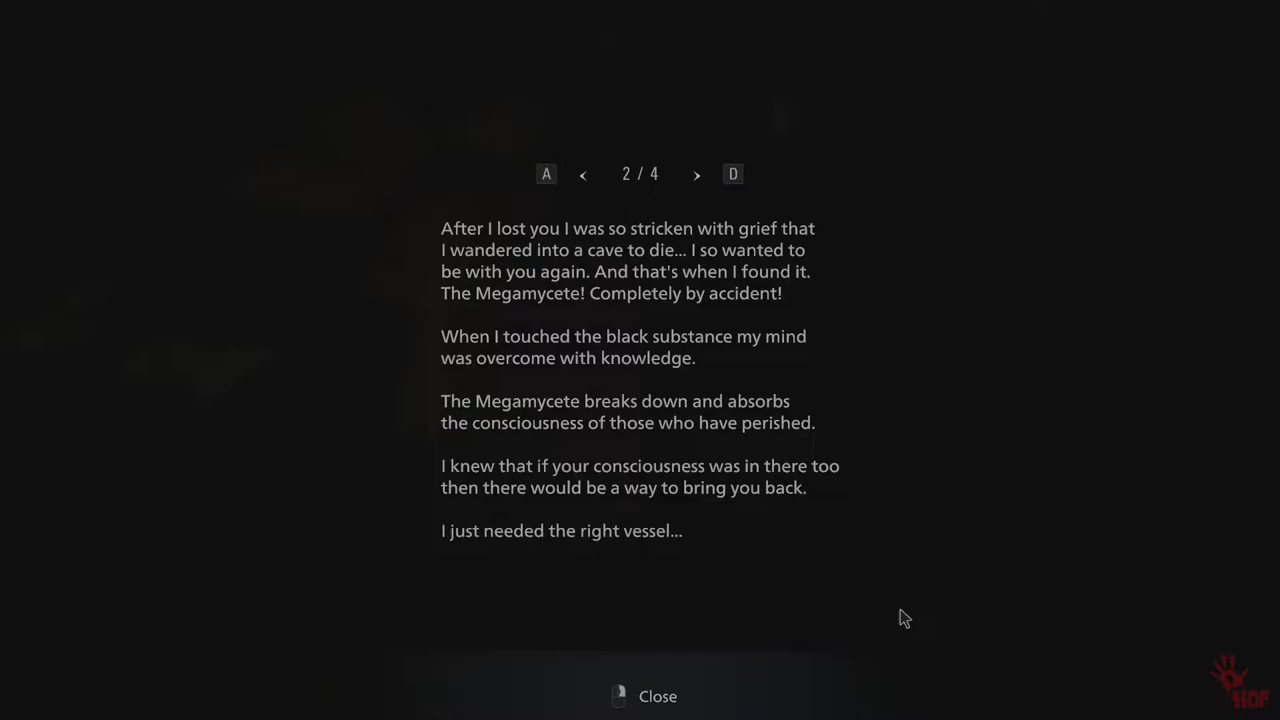 A < 2 / 4 > D
After I lost you I was so stricken with grief that
I wandered into a cave to die... I so wanted to
be with you again. And that's when I found it.
The Megamycete! Completely by accident!
When I touched the black substance my mind
was overcome with knowledge.
The Megamycete breaks down and absorbs
the consciousness of those who have perished.
I knew that if your consciousness was in there too
then there would be a way to bring you back.
I just needed the right vessel...
Close